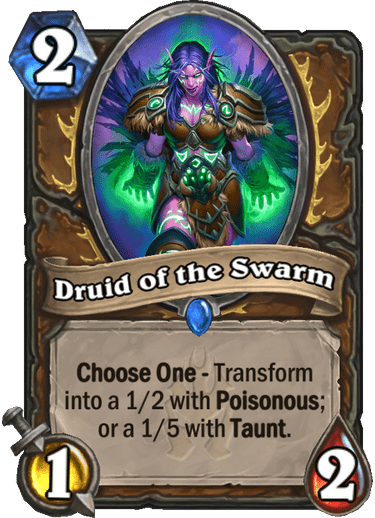 2
Druid of the Swarm
Choose One - Transform
into a 1/2 with Poisonous;
or a 1/5 with Taunt.
1
2